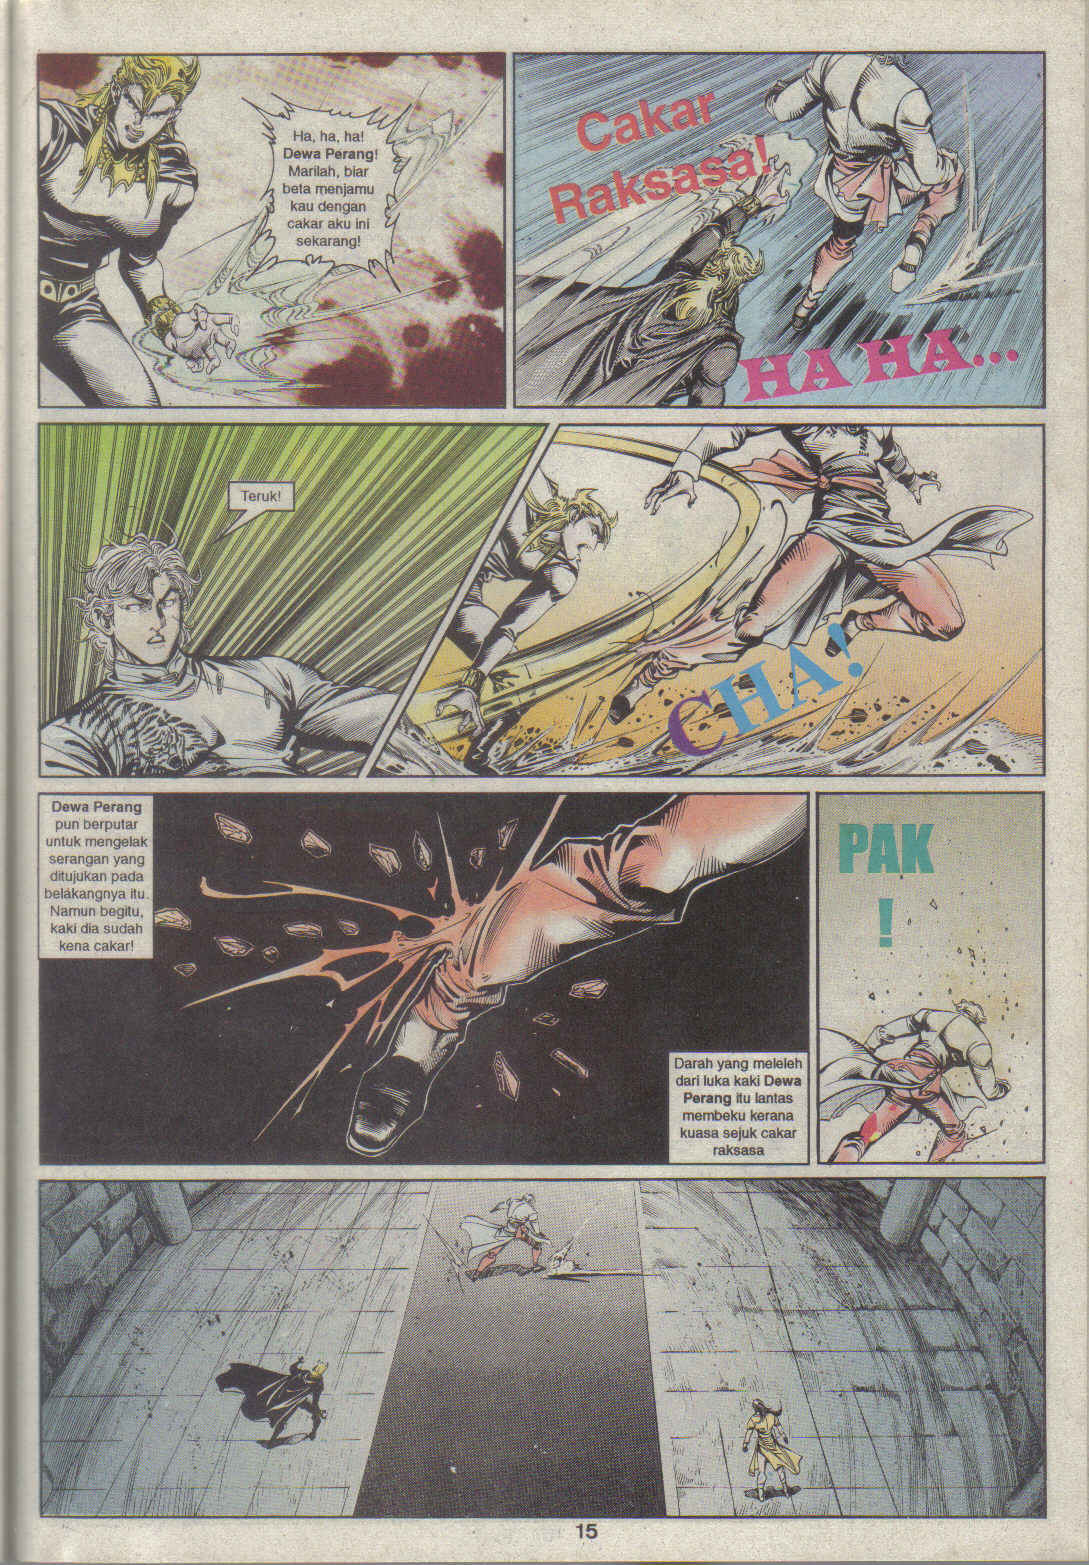 Ha, ha, ha!
Dewa Perang!
Marilah, biar
beta menjamu
kau dengan
cakar aku ini
sekarang!
Cakar
Raksasa!
HA HA...
Teruk!
CHA!
Dewa Perang
pun berputar
untuk mengelak
serangan yang
ditujukan pada
belakangnya itu.
Namun begitu,
kaki dia sudah
kena cakar!
Darah yang meleleh
dari luka kaki Dewa
Perang itu lantas
membeku kerana
kuasa sejuk cakar
raksasa
PAK
!
15